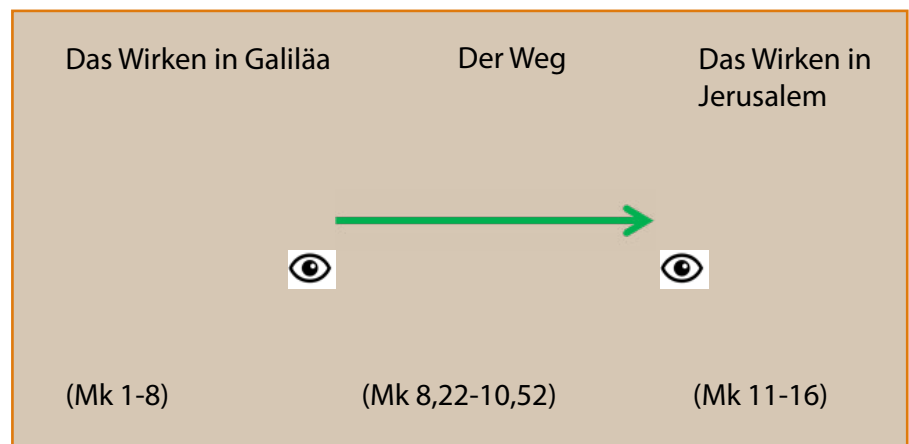 Das Wirken in Galiläa
Der Weg
Das Wirken in
Jerusalem
(Mk 1-8)
(Mk 8,22-10,52)
(Mk 11-16)